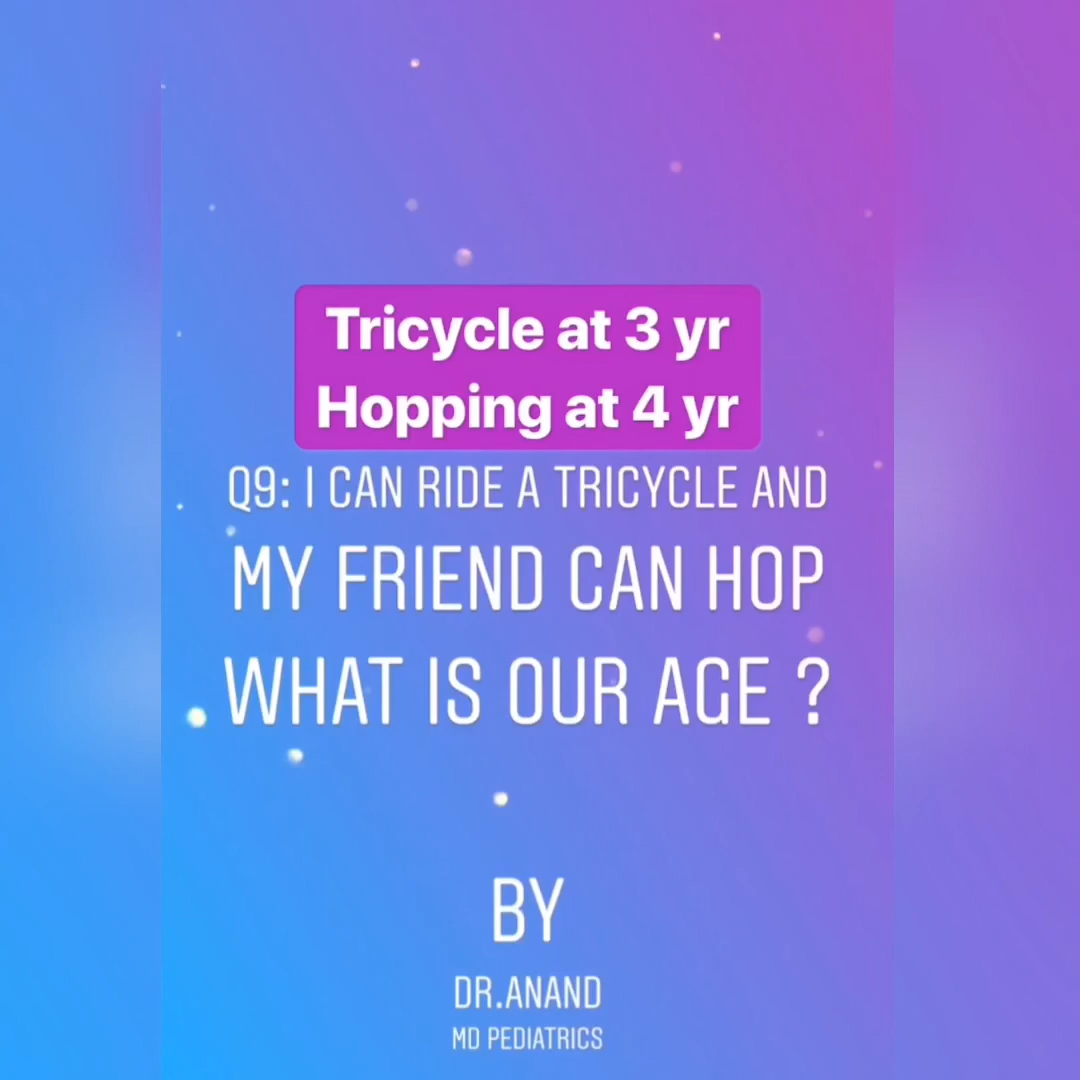 Tricycle at 3 yr
Hopping at 4 yr
Q9: I CAN RIDE A TRICYCLE AND
MY FRIEND CAN HOP
WHAT IS OUR AGE ?
BY
DR.ANAND
MD PEDIATRICS